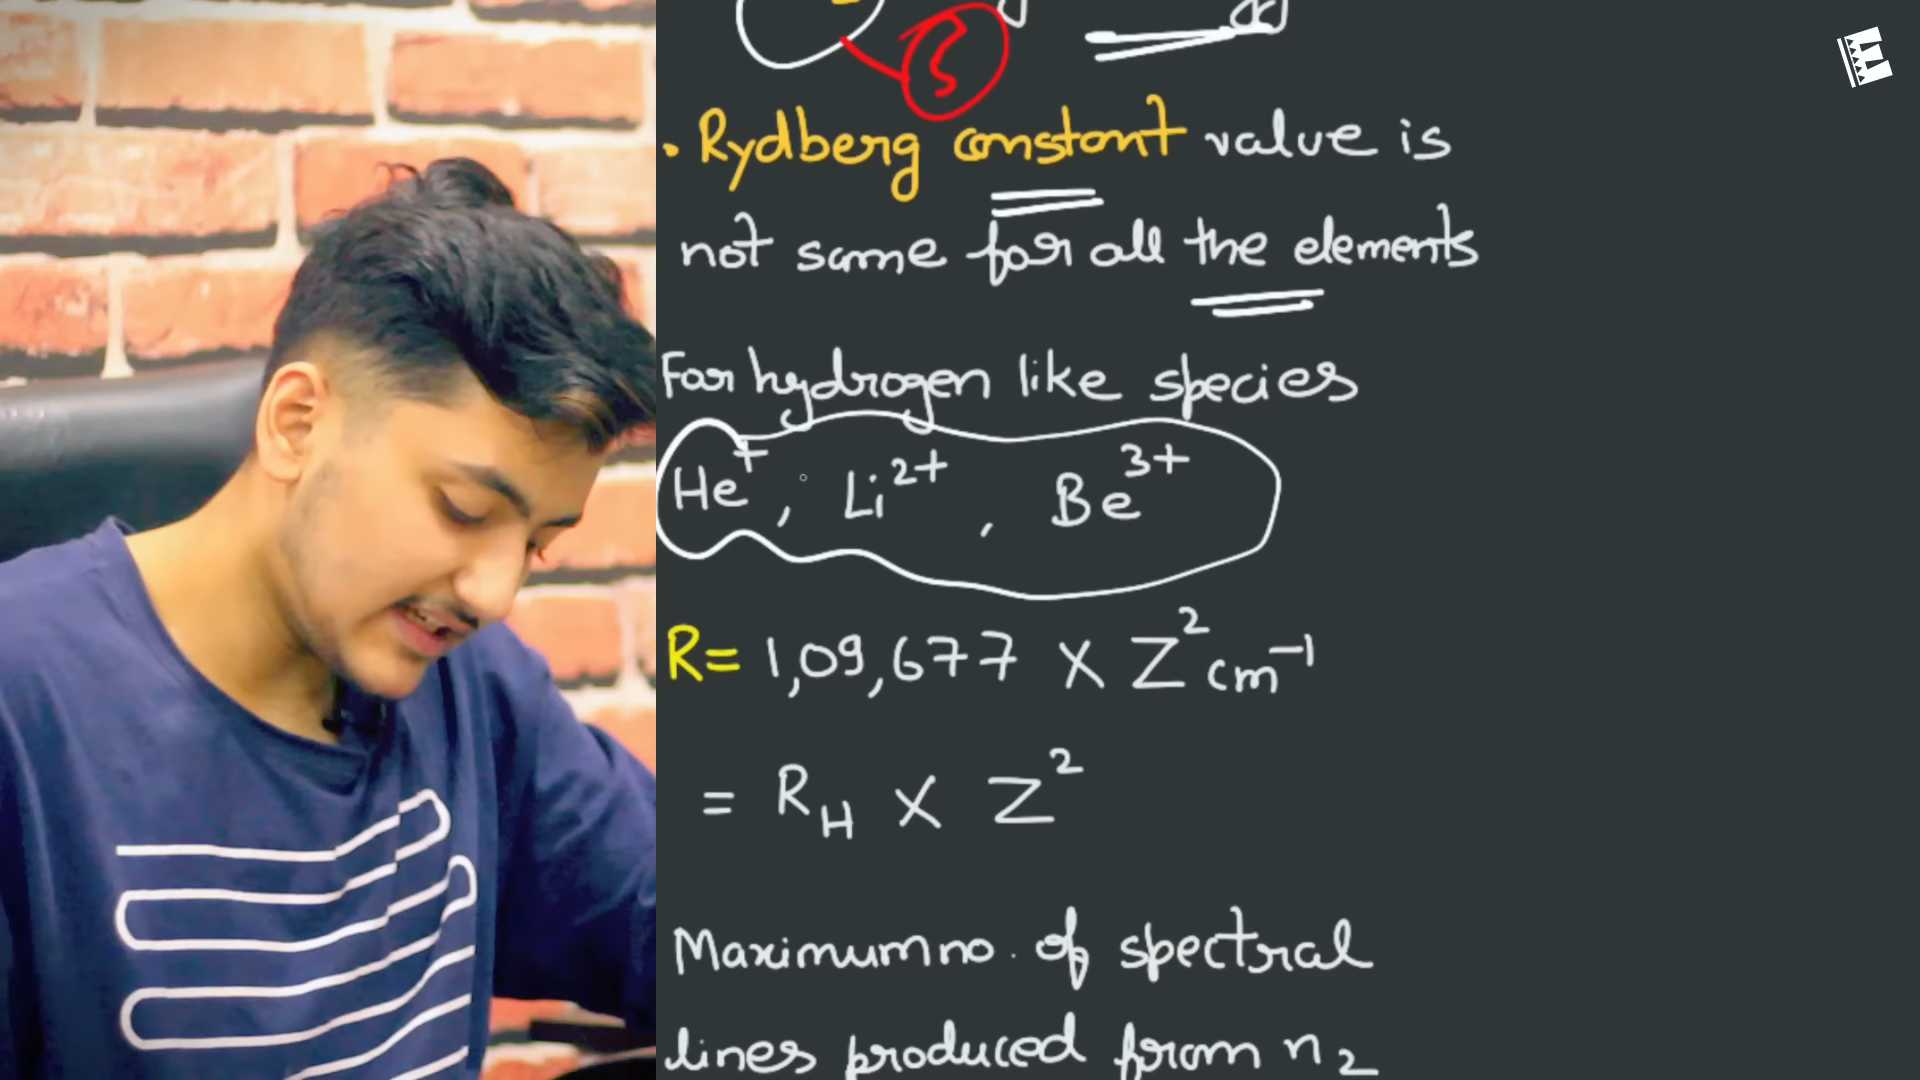 • Rydberg constant value is
not same for all the elements
For hydrogen like species
He⁺, Li²⁺, Be³⁺
R= 1,09,677 X Z² cm⁻¹
= R_H X Z²
Maximum no. of spectral
lines produced from n₂